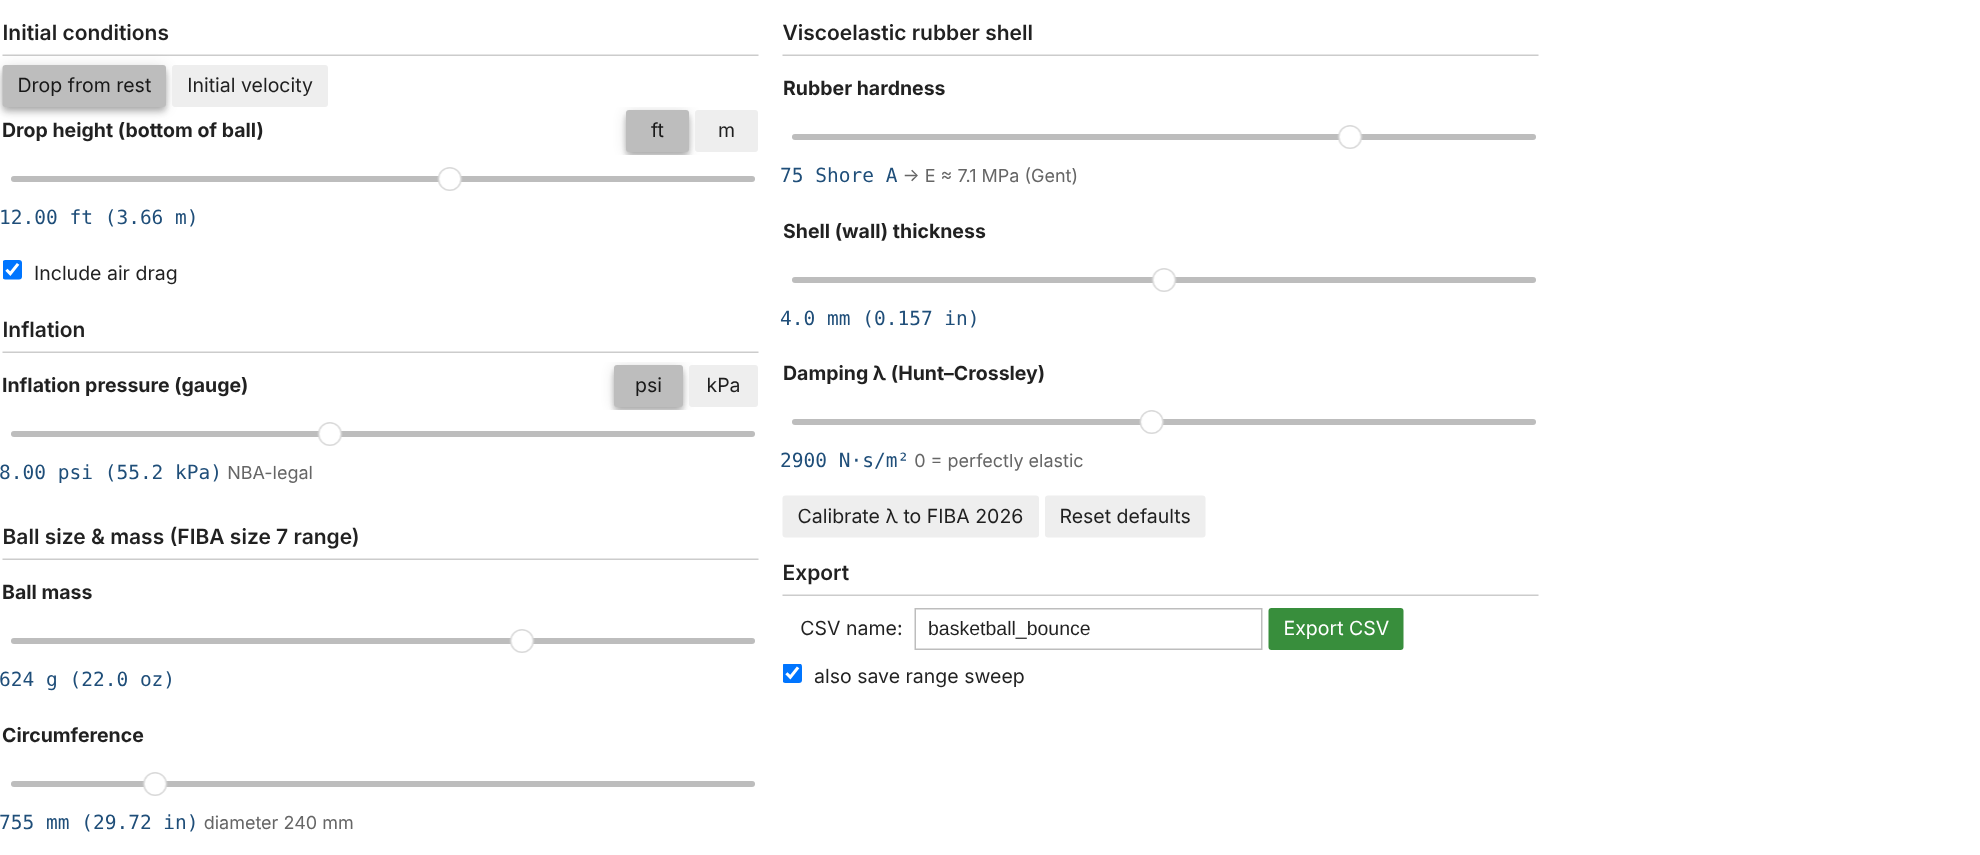 Initial conditions
Drop from rest Initial velocity
Drop height (bottom of ball) ft m
12.00 ft (3.66 m)
Include air drag
Inflation
Inflation pressure (gauge) psi kPa
8.00 psi (55.2 kPa) NBA-legal
Ball size & mass (FIBA size 7 range)
Ball mass
624 g (22.0 oz)
Circumference
755 mm (29.72 in) diameter 240 mm
Viscoelastic rubber shell
Rubber hardness
75 Shore A → E ≈ 7.1 MPa (Gent)
Shell (wall) thickness
4.0 mm (0.157 in)
Damping λ (Hunt–Crossley)
2900 N·s/m² 0 = perfectly elastic
Calibrate λ to FIBA 2026 Reset defaults
Export
CSV name: basketball_bounce Export CSV
also save range sweep